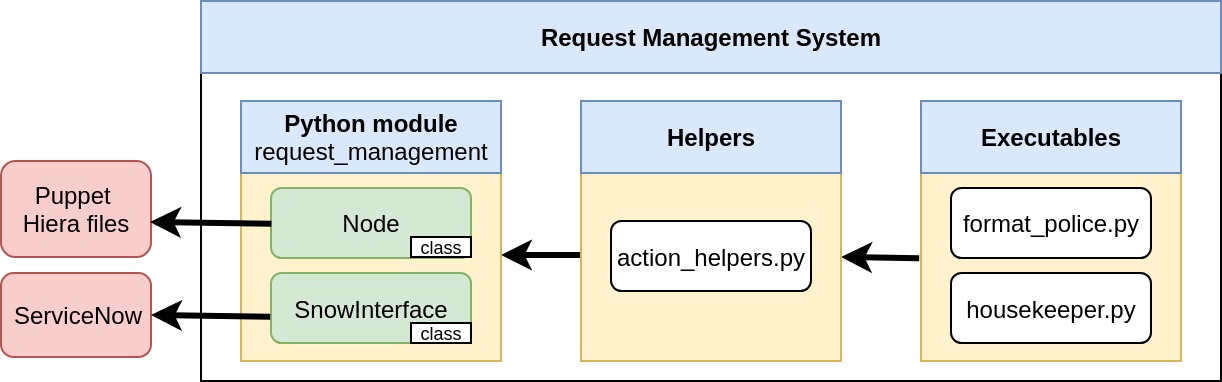 Request Management System
Python module
request_management
Helpers
Executables
Puppet
Hiera files
Node
class
format_police.py
action_helpers.py
ServiceNow
SnowInterface
class
housekeeper.py